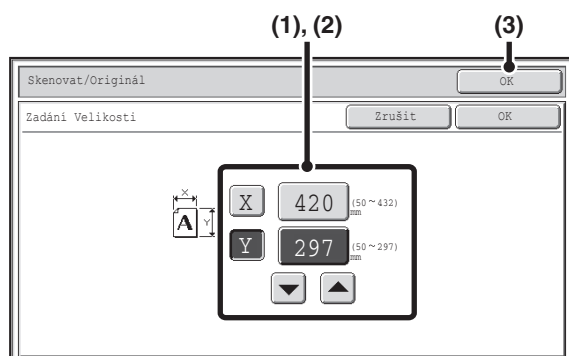 (1), (2) (3)
Skenovat/Originál OK
Zadání Velikosti Zrušit OK
X
X 420 (50~432)
mm
A Y
Y 297 (50~297)
mm